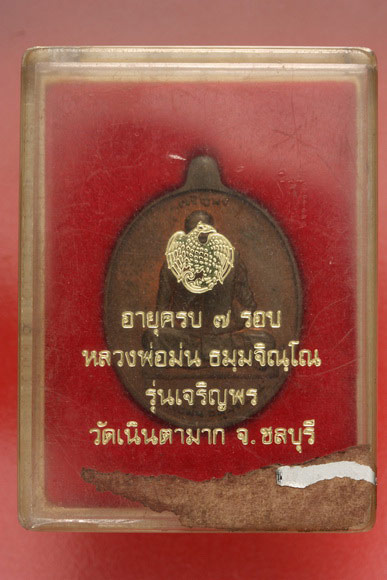 อายุครบ ๗ รอบ
หลวงพ่อม่น ธมฺมจิณฺโณ
รุ่นเจริญพร
วัดเนินตามาก จ.ชลบุรี